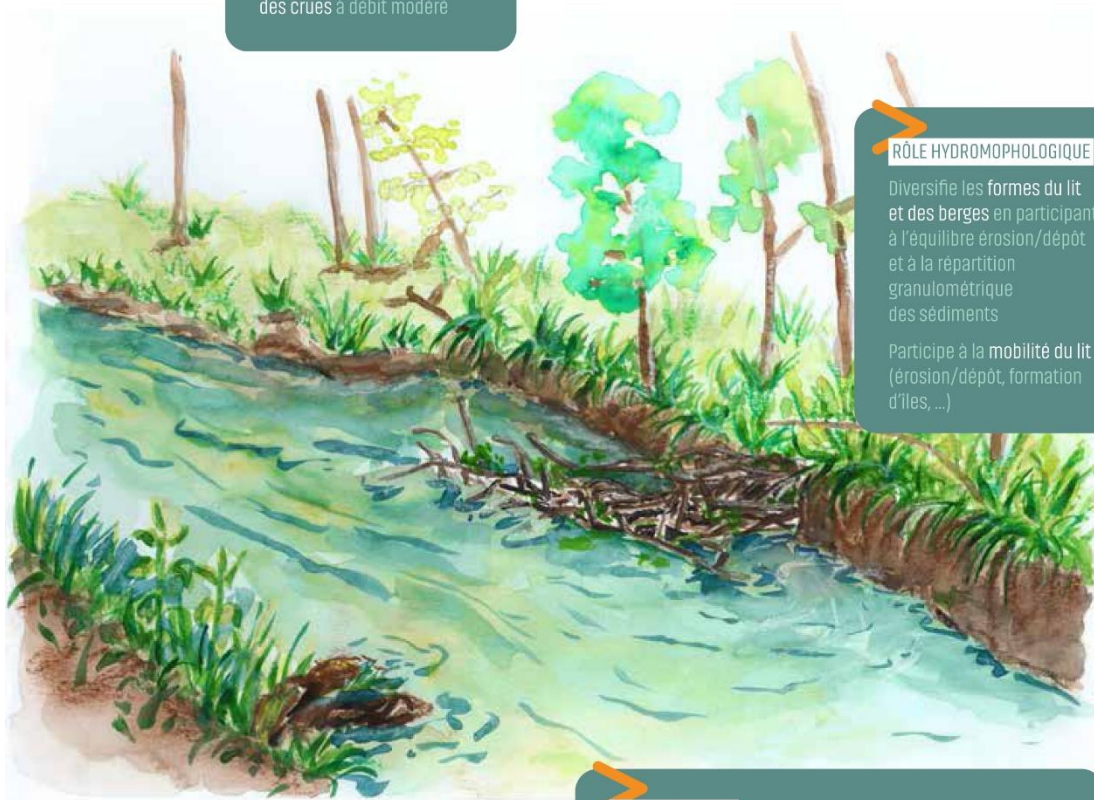 des crues à débit modéré
RÔLE HYDROMOPHOLOGIQUE
Diversifie les formes du lit
et des berges en participant
à l'équilibre érosion/dépôt
et à la répartition
granulométrique
des sédiments
Participe à la mobilité du lit
(érosion/dépôt, formation
d'îles, ...)